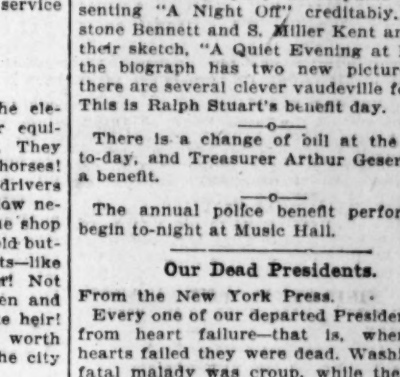 service
he ele-
r equi-
They
horses!
drivers
ow ne-
e shop
ld but-
ts—like
r! Not
en and
e heir!
worth
he city
senting "A Night Off" creditably.
stone Bennett and S. Miller Kent ar
their sketch, "A Quiet Evening at
the biograph has two new pictur
there are several clever vaudeville f
This is Ralph Stuart's benefit day.
There is a change of bill at the
to-day, and Treasurer Arthur Geser
a benefit.
The annual police benefit perfor
begin to-night at Music Hall.
Our Dead Presidents.
From the New York Press.
Every one of our departed Presider
from heart failure—that is, when
hearts failed they were dead. Washi
fatal malady was croup, while the